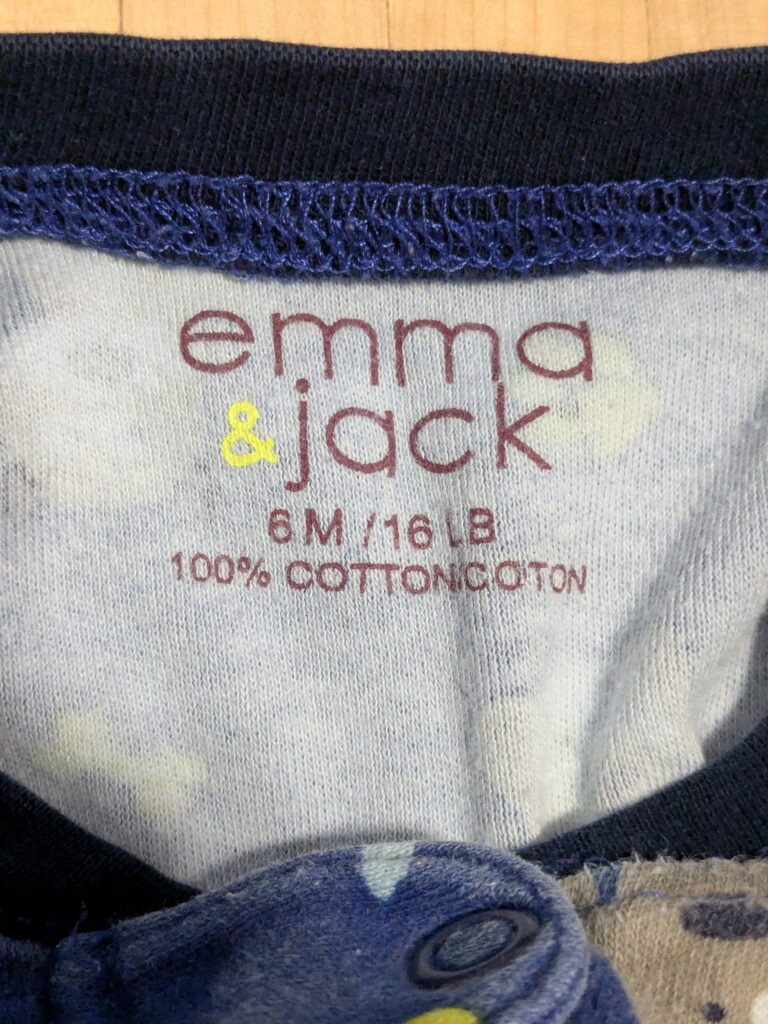 emma
&jack
6 M / 16 LB
100% COTTON/COTON